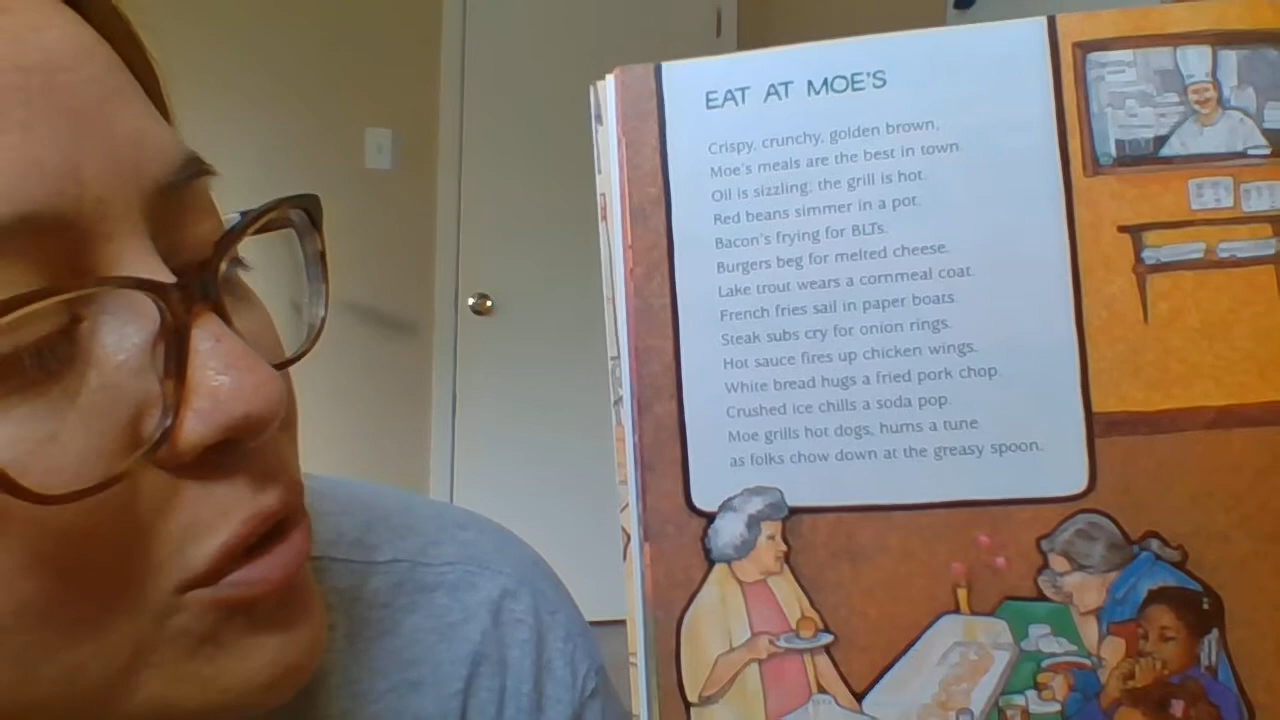 EAT AT MOE'S
Crispy, crunchy, golden brown,
Moe's meals are the best in town.
Oil is sizzling, the grill is hot.
Red beans simmer in a pot.
Bacon's frying for BLTs.
Burgers beg for melted cheese.
Lake trout wears a cornmeal coat.
French fries sail in paper boats.
Steak subs cry for onion rings.
Hot sauce fires up chicken wings.
White bread hugs a fried pork chop.
Crushed ice chills a soda pop.
Moe grills hot dogs, hums a tune
as folks chow down at the greasy spoon.